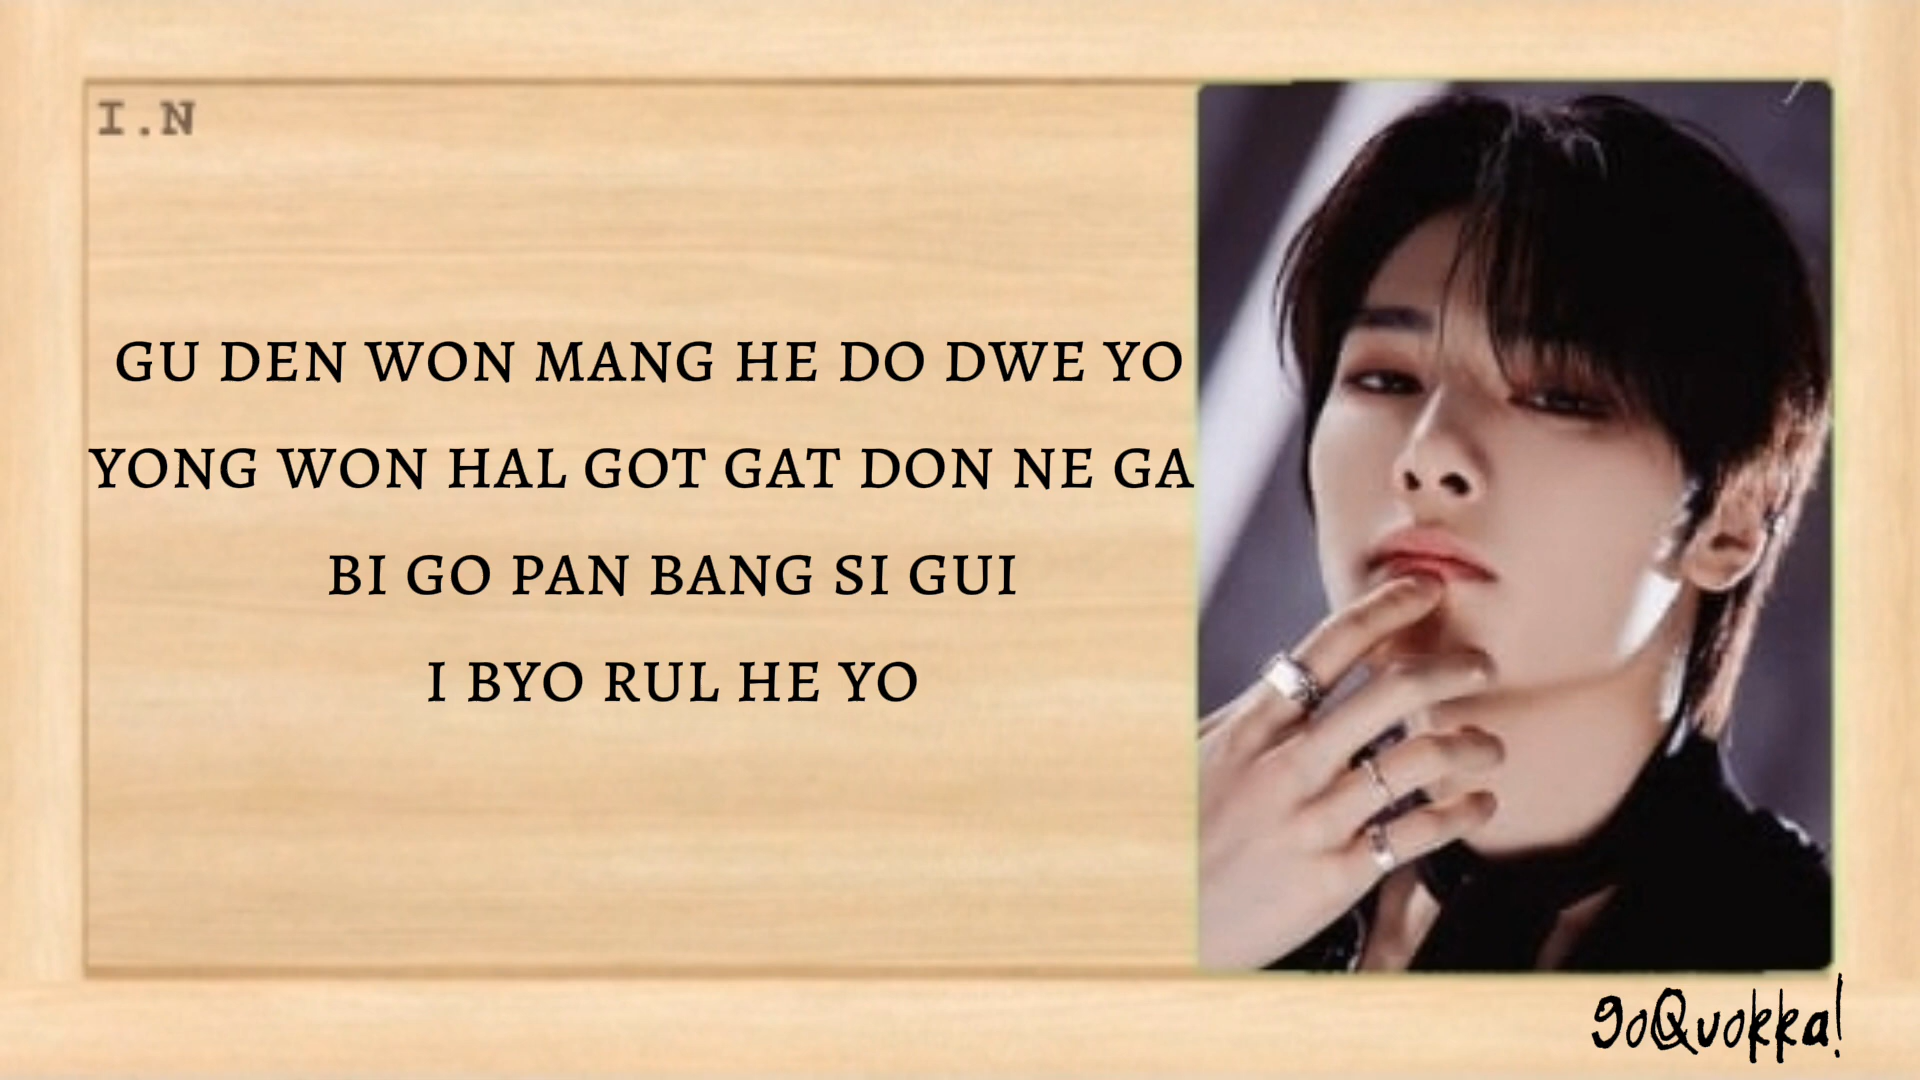 I.N
GU DEN WON MANG HE DO DWE YO
YONG WON HAL GOT GAT DON NE GA
BI GO PAN BANG SI GUI
I BYO RUL HE YO
goQuokka!